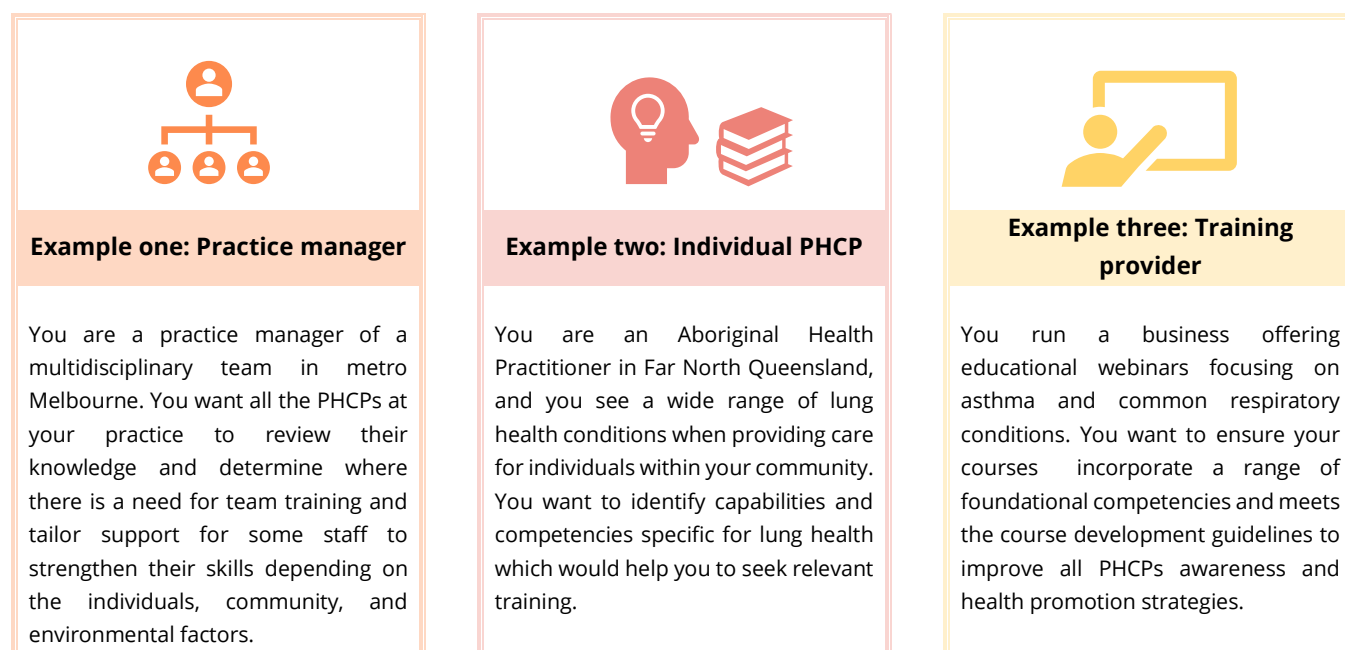 Example one: Practice manager
You are a practice manager of a
multidisciplinary team in metro
Melbourne. You want all the PHCPs at
your practice to review their
knowledge and determine where
there is a need for team training and
tailor support for some staff to
strengthen their skills depending on
the individuals, community, and
environmental factors.
Example two: Individual PHCP
You are an Aboriginal Health
Practitioner in Far North Queensland,
and you see a wide range of lung
health conditions when providing care
for individuals within your community.
You want to identify capabilities and
competencies specific for lung health
which would help you to seek relevant
training.
Example three: Training
provider
You run a business offering
educational webinars focusing on
asthma and common respiratory
conditions. You want to ensure your
courses incorporate a range of
foundational competencies and meets
the course development guidelines to
improve all PHCPs awareness and
health promotion strategies.